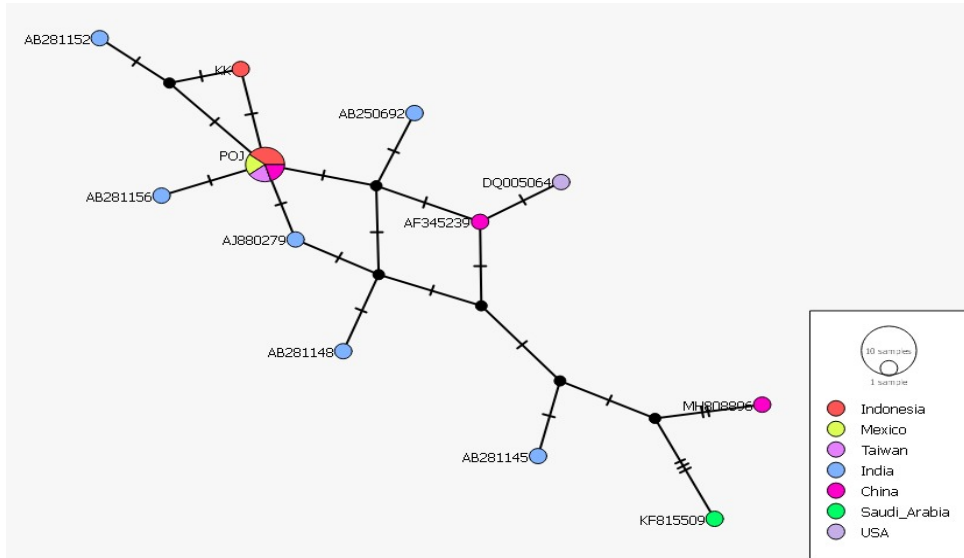 AB281152
KK
AB250692
POJ
DQ005064
AB281156
AF345239
AJ880279
AB281148
10 samples
1 sample
MH808896
Indonesia
Mexico
Taiwan
AB281145
India
China
KF815509
Saudi_Arabia
USA